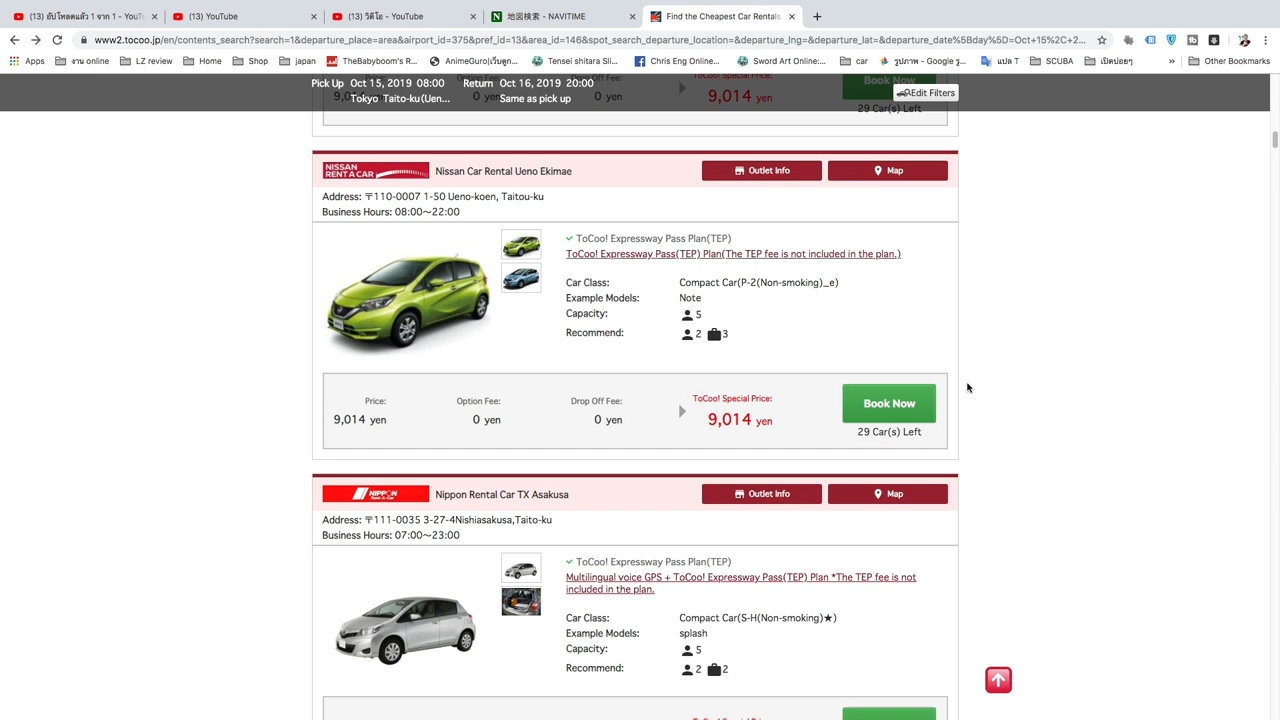 (13) อัปโหลดแล้ว 1 จาก 1 - YouTu
(13) YouTube
(13) วิดีโอ - YouTube
地図検索 - NAVITIME
Find the Cheapest Car Rentals
www2.tocoo.jp/en/contents_search?search=1&departure_place=area&airport_id=375&pref_id=13&area_id=146&spot_search_departure_location=&departure_lng=&departure_lat=&departure_date%5Bday%5D=Oct+15%2C+2...
Apps
งาน online
LZ review
Home
Shop
japan
TheBabyboom's R...
AnimeGuro(เว็บดูก...
Tensei shitara Sli...
Sword Art Online:...
Chris Eng Online...
car
รูปภาพ - Google รู...
แปล T
SCUBA
เปิดบ่อยๆ
»
Other Bookmarks
Pick Up Oct 15, 2019 08:00 Return Oct 16, 2019 20:00
Tokyo Taito-ku(Uen... Same as pick up
Edit Filters
9,014 yen
Book Now
29 Car(s) Left
NISSAN RENT A CAR
Nissan Car Rental Ueno Ekimae
Outlet Info
Map
Address: 〒110-0007 1-50 Ueno-koen, Taitou-ku
Business Hours: 08:00～22:00
ToCoo! Expressway Pass Plan(TEP)
ToCoo! Expressway Pass(TEP) Plan(The TEP fee is not included in the plan.)
Car Class: Compact Car(P-2(Non-smoking)_e)
Example Models: Note
Capacity: 5
Recommend: 2 3
Price: Option Fee: Drop Off Fee: ToCoo! Special Price:
9,014 yen 0 yen 0 yen 9,014 yen
Book Now
29 Car(s) Left
NIPPON Rent-A-Car
Nippon Rental Car TX Asakusa
Outlet Info
Map
Address: 〒111-0035 3-27-4Nishiasakusa,Taito-ku
Business Hours: 07:00～23:00
ToCoo! Expressway Pass Plan(TEP)
Multilingual voice GPS + ToCoo! Expressway Pass(TEP) Plan *The TEP fee is not
included in the plan.
Car Class: Compact Car(S-H(Non-smoking)★)
Example Models: splash
Capacity: 5
Recommend: 2 2